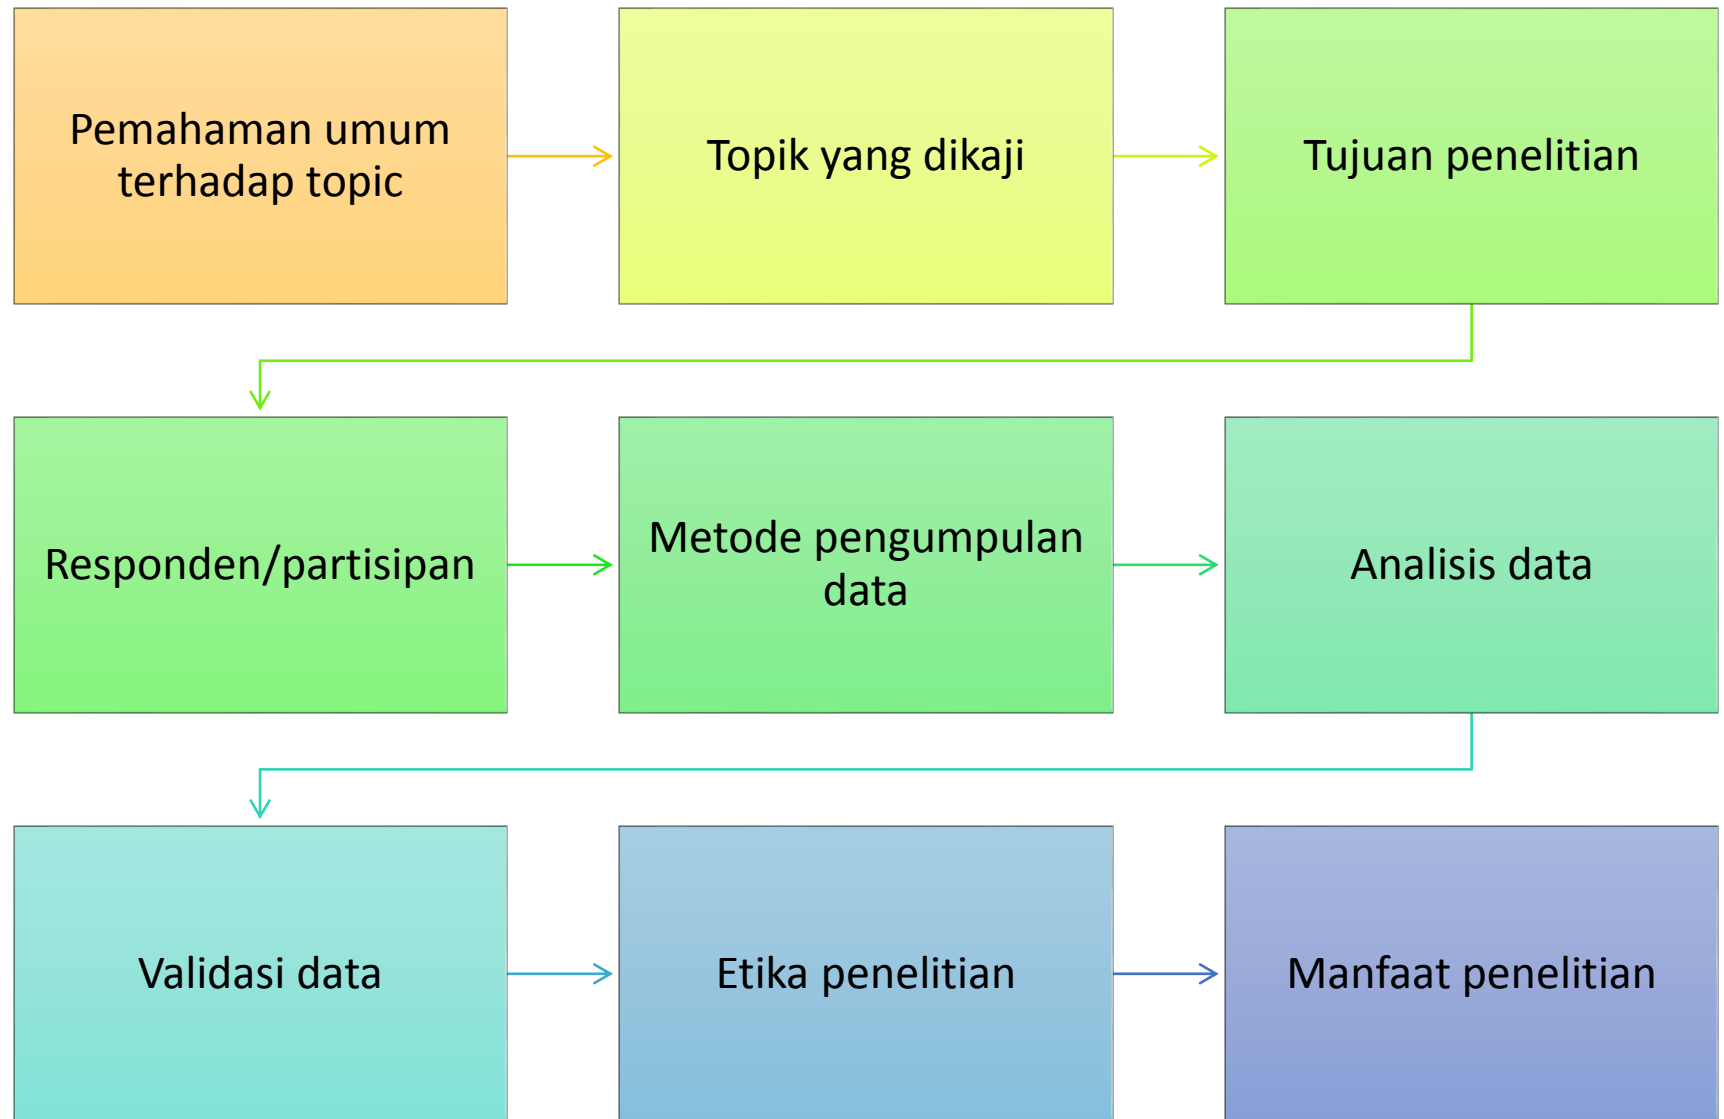 Pemahaman umum
terhadap topic
Topik yang dikaji
Tujuan penelitian
Responden/partisipan
Metode pengumpulan
data
Analisis data
Validasi data
Etika penelitian
Manfaat penelitian